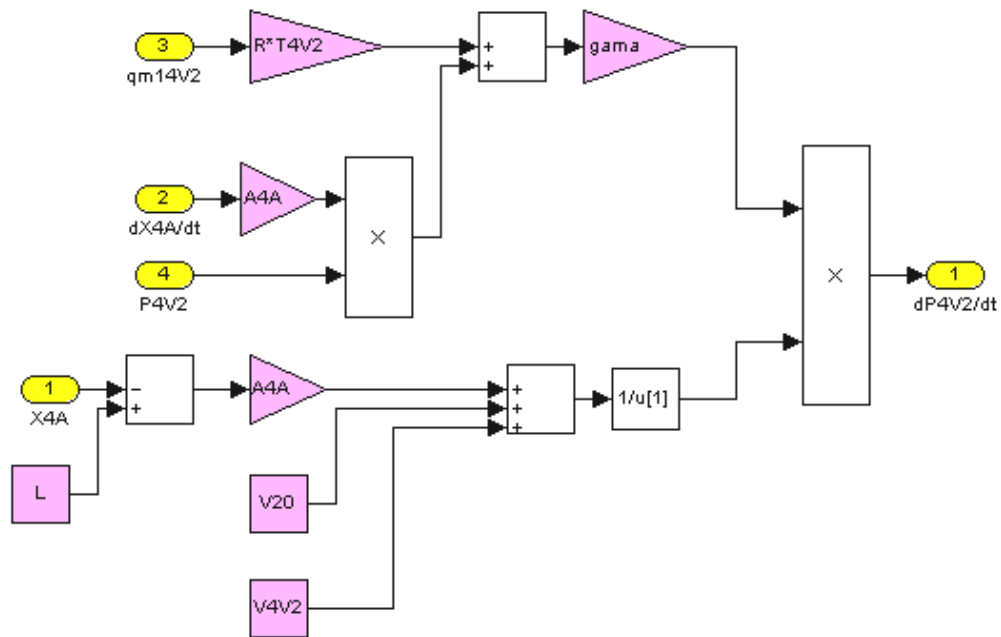 3
qm14V2
R*T4V2
+
+
gama
2
dX4A/dt
A4A
×
4
P4V2
×
1
dP4V2/dt
1
X4A
−
+
A4A
+
+
+
1/u[1]
L
V20
V4V2